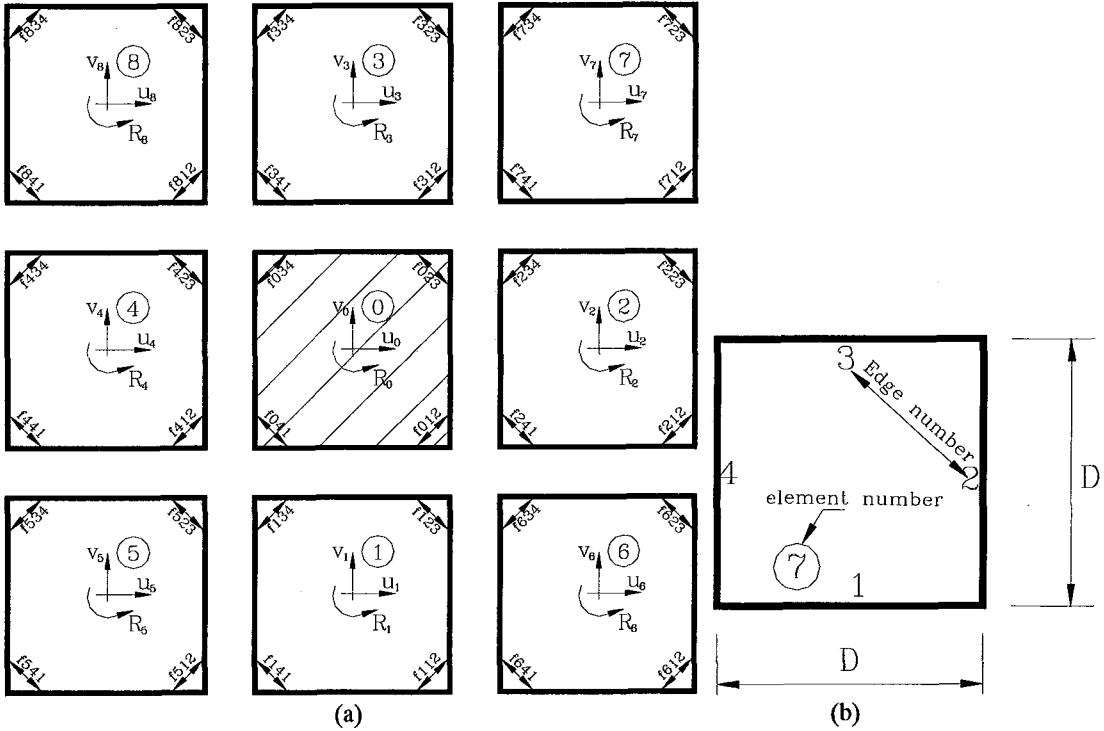 f834 f823 f334 f323 f734 f723
v₈ 8 v₃ 3 v₇ 7
u₈ u₃ u₇
R₈ R₃ R₇
f841 f812 f341 f312 f741 f712
f434 f423 f034 f023 f234 f223
v₄ 4 v₀ 0 v₂ 2
u₄ u₀ u₂
R₄ R₀ R₂
f441 f412 f041 f012 f241 f212
3
Edge number
2
4
D
element number
7
1
D
f534 f523 f134 f123 f634 f623
v₅ 5 v₁ 1 v₆ 6
u₅ u₁ u₆
R₅ R₁ R₆
f541 f512 f141 f112 f641 f612
(a) (b)